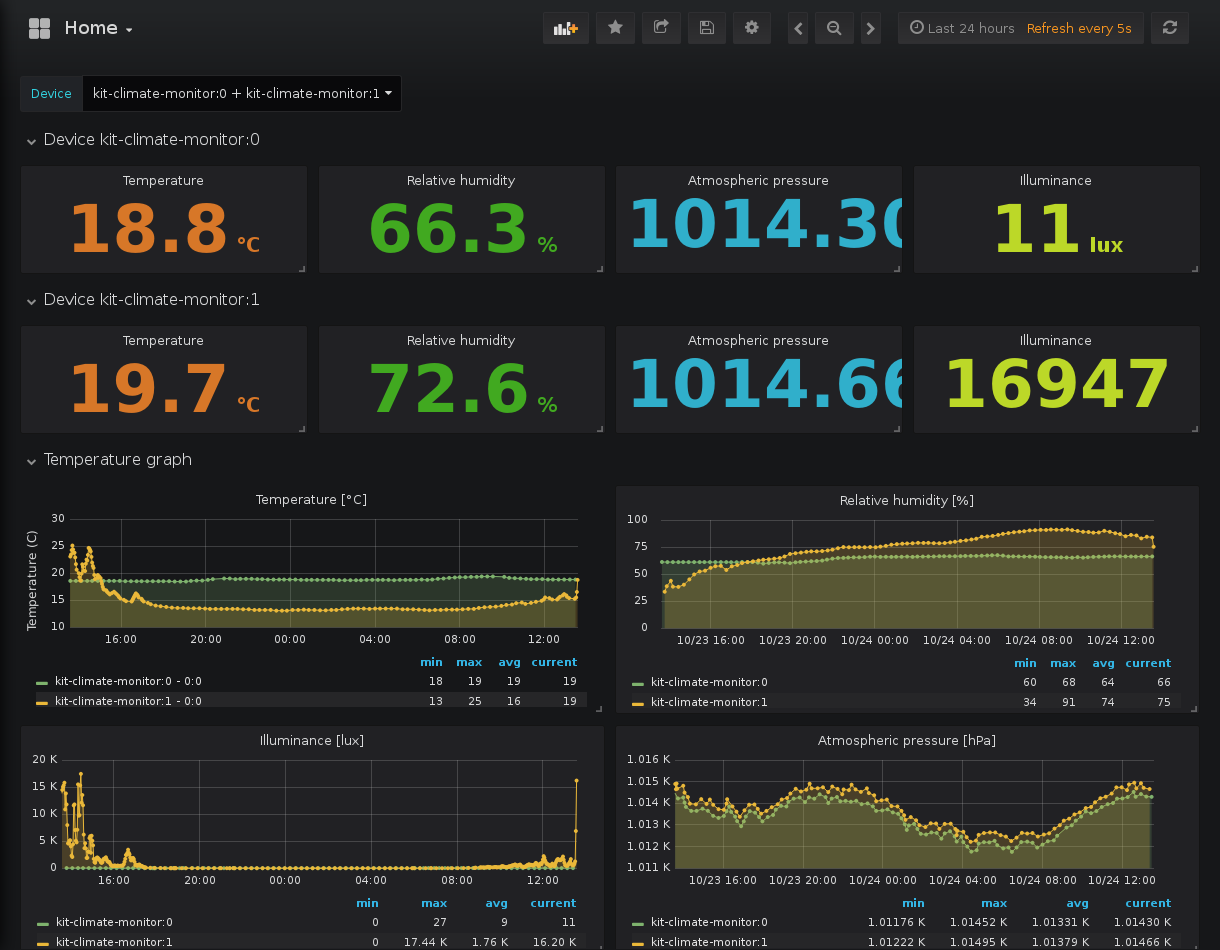 Home
Last 24 hours Refresh every 5s
Device kit-climate-monitor:0 + kit-climate-monitor:1
Device kit-climate-monitor:0
Temperature Relative humidity Atmospheric pressure Illuminance
18.8 °C 66.3 % 1014.30 11 lux
Device kit-climate-monitor:1
Temperature Relative humidity Atmospheric pressure Illuminance
19.7 °C 72.6 % 1014.66 16947
Temperature graph
Temperature [°C]
Temperature (C)
30
25
20
15
10
16:00 20:00 00:00 04:00 08:00 12:00
min max avg current
kit-climate-monitor:0 - 0:0 18 19 19 19
kit-climate-monitor:1 - 0:0 13 25 16 19
Relative humidity [%]
100
75
50
25
0
10/23 16:00 10/23 20:00 10/24 00:00 10/24 04:00 10/24 08:00 10/24 12:00
min max avg current
kit-climate-monitor:0 60 68 64 66
kit-climate-monitor:1 34 91 74 75
Illuminance [lux]
20 K
15 K
10 K
5 K
0
16:00 20:00 00:00 04:00 08:00 12:00
min max avg current
kit-climate-monitor:0 0 27 9 11
kit-climate-monitor:1 0 17.44 K 1.76 K 16.20 K
Atmospheric pressure [hPa]
1.016 K
1.015 K
1.014 K
1.013 K
1.012 K
1.011 K
10/23 16:00 10/23 20:00 10/24 00:00 10/24 04:00 10/24 08:00 10/24 12:00
min max avg current
kit-climate-monitor:0 1.01176 K 1.01452 K 1.01331 K 1.01430 K
kit-climate-monitor:1 1.01222 K 1.01495 K 1.01379 K 1.01466 K